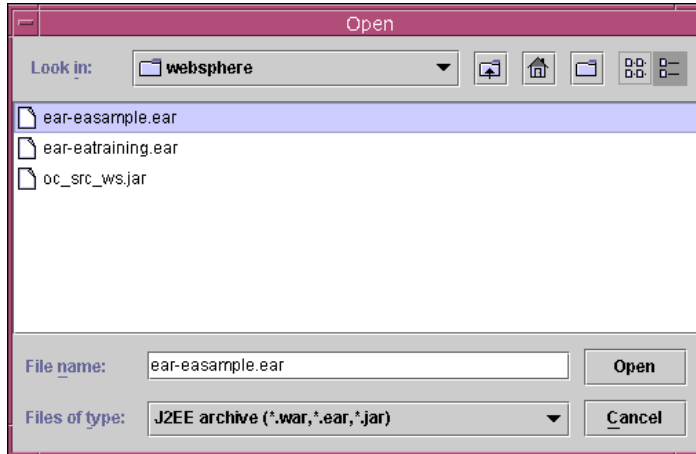 Open
Look in: websphere
ear-easample.ear
ear-eatraining.ear
oc_src_ws.jar
File name: ear-easample.ear Open
Files of type: J2EE archive (*.war,*.ear,*.jar) Cancel